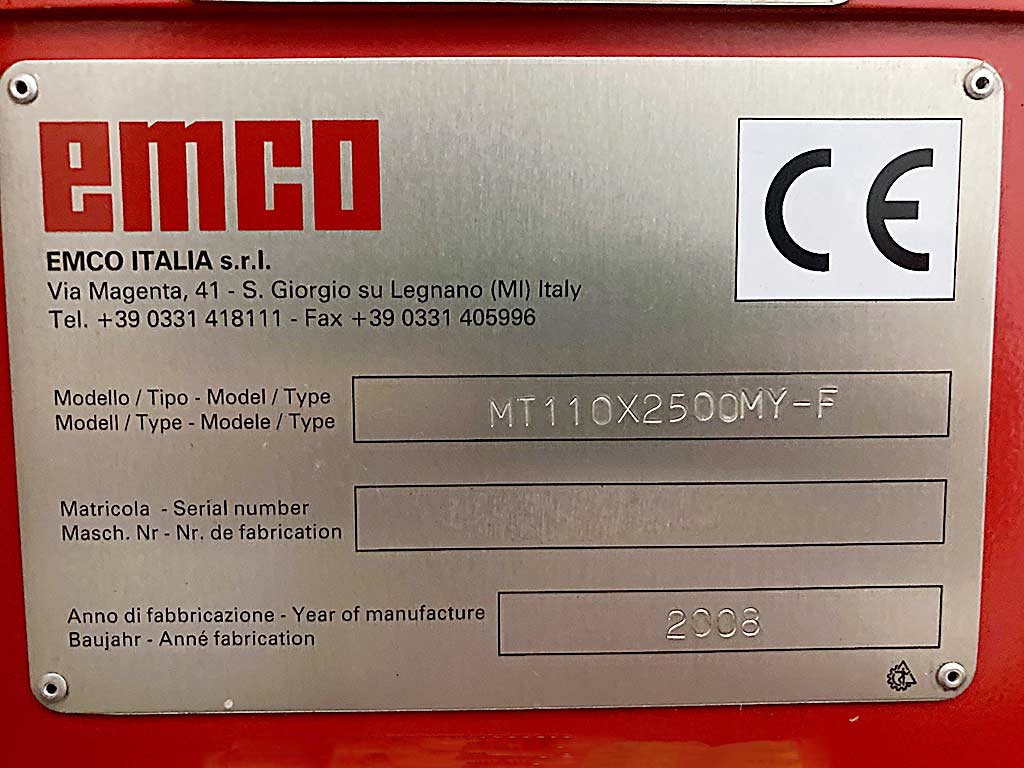 emco
CE
EMCO ITALIA s.r.l.
Via Magenta, 41 - S. Giorgio su Legnano (MI) Italy
Tel. +39 0331 418111 - Fax +39 0331 405996
Modello / Tipo - Model / Type
Modell / Type - Modele / Type
MT110X2500MY-F
Matricola - Serial number
Masch. Nr - Nr. de fabrication
Anno di fabbricazione - Year of manufacture
Baujahr - Anné fabrication
2008